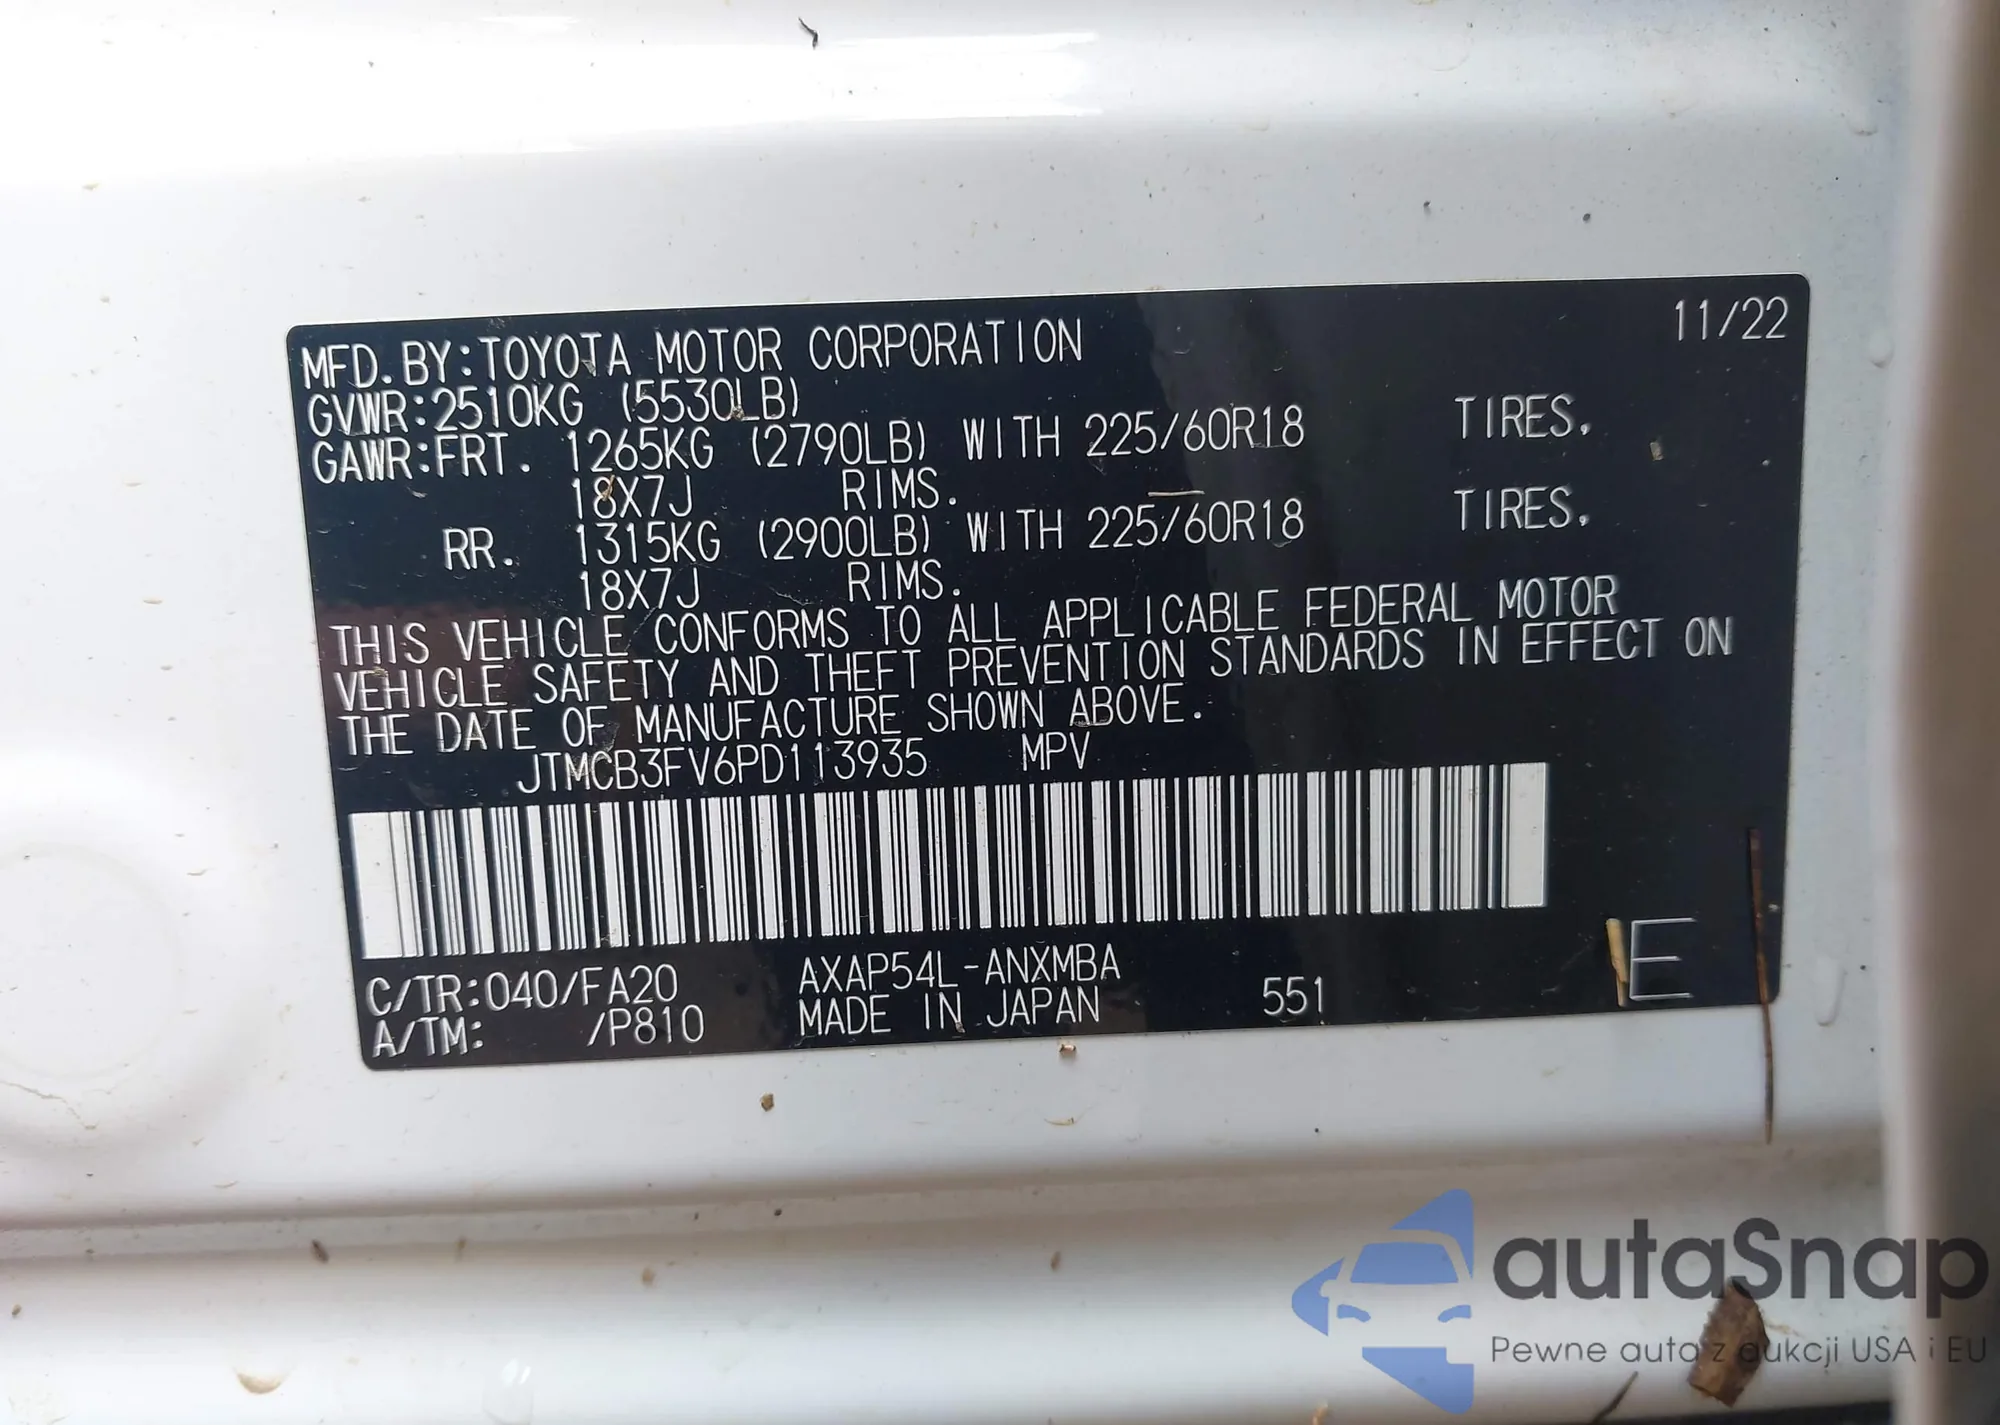 11/22
MFD.BY:TOYOTA MOTOR CORPORATION
GVWR:2510KG (5530LB)
GAWR:FRT. 1265KG (2790LB) WITH 225/60R18 TIRES,
18X7J RIMS.
RR. 1315KG (2900LB) WITH 225/60R18 TIRES,
18X7J RIMS.
THIS VEHICLE CONFORMS TO ALL APPLICABLE FEDERAL MOTOR
VEHICLE SAFETY AND THEFT PREVENTION STANDARDS IN EFFECT ON
THE DATE OF MANUFACTURE SHOWN ABOVE.
JTMCB3FV6PD113935 MPV
C/TR:040/FA20 AXAP54L-ANXMBA
A/TM: /P810 MADE IN JAPAN 551
E
autaSnap
Pewne auta z aukcji USA i EU